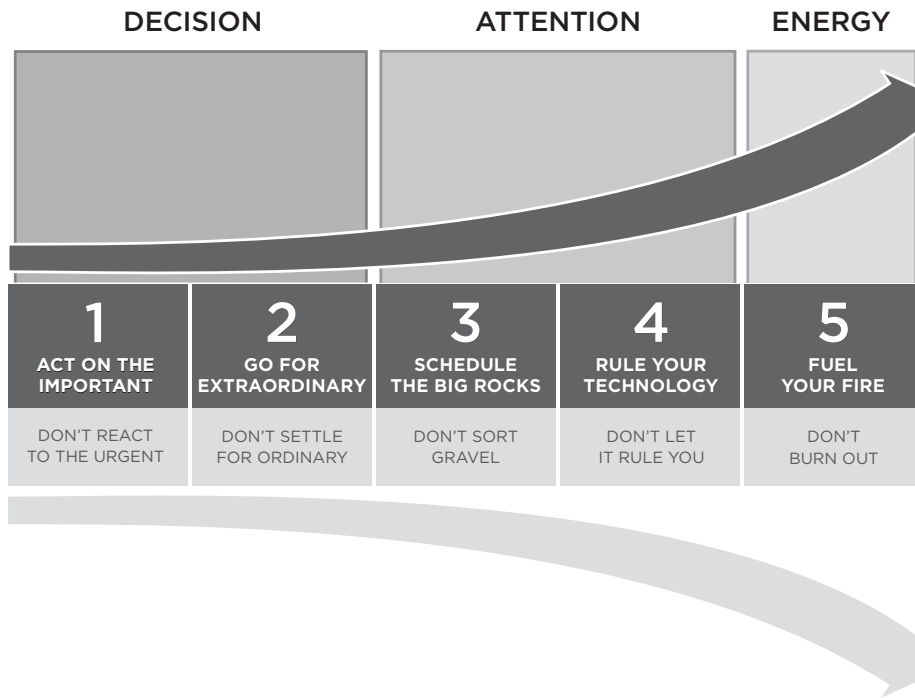 DECISION
ATTENTION
ENERGY
1
ACT ON THE
IMPORTANT
DON’T REACT
TO THE URGENT
2
GO FOR
EXTRAORDINARY
DON’T SETTLE
FOR ORDINARY
3
SCHEDULE
THE BIG ROCKS
DON’T SORT
GRAVEL
4
RULE YOUR
TECHNOLOGY
DON’T LET
IT RULE YOU
5
FUEL
YOUR FIRE
DON’T
BURN OUT